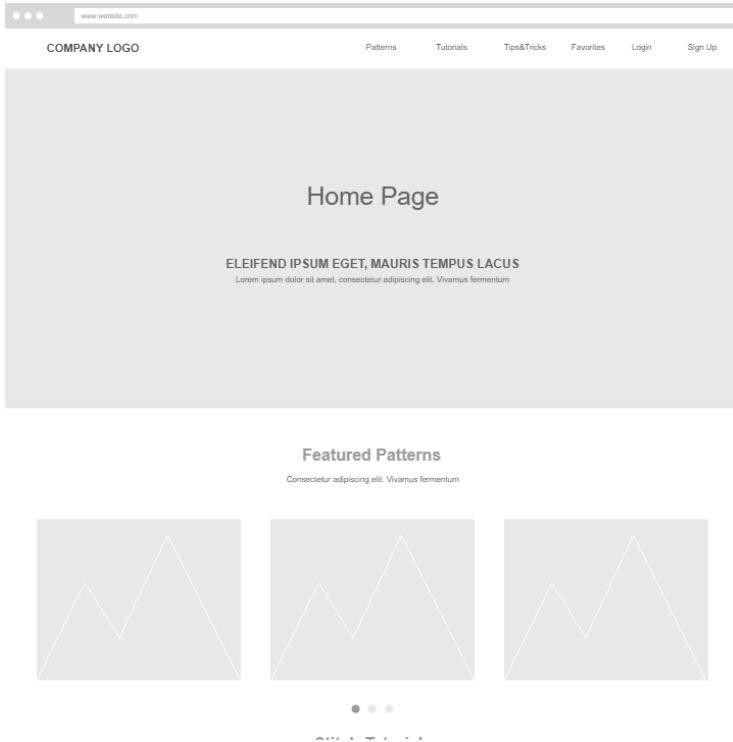 www.website.com
COMPANY LOGO
Patterns
Tutorials
Tips&Tricks
Favorites
Login
Sign Up
Home Page
ELEIFEND IPSUM EGET, MAURIS TEMPUS LACUS
Lorem ipsum dolor sit amet, consectetur adipiscing elit. Vivamus fermentum
Featured Patterns
Consectetur adipiscing elit. Vivamus fermentum